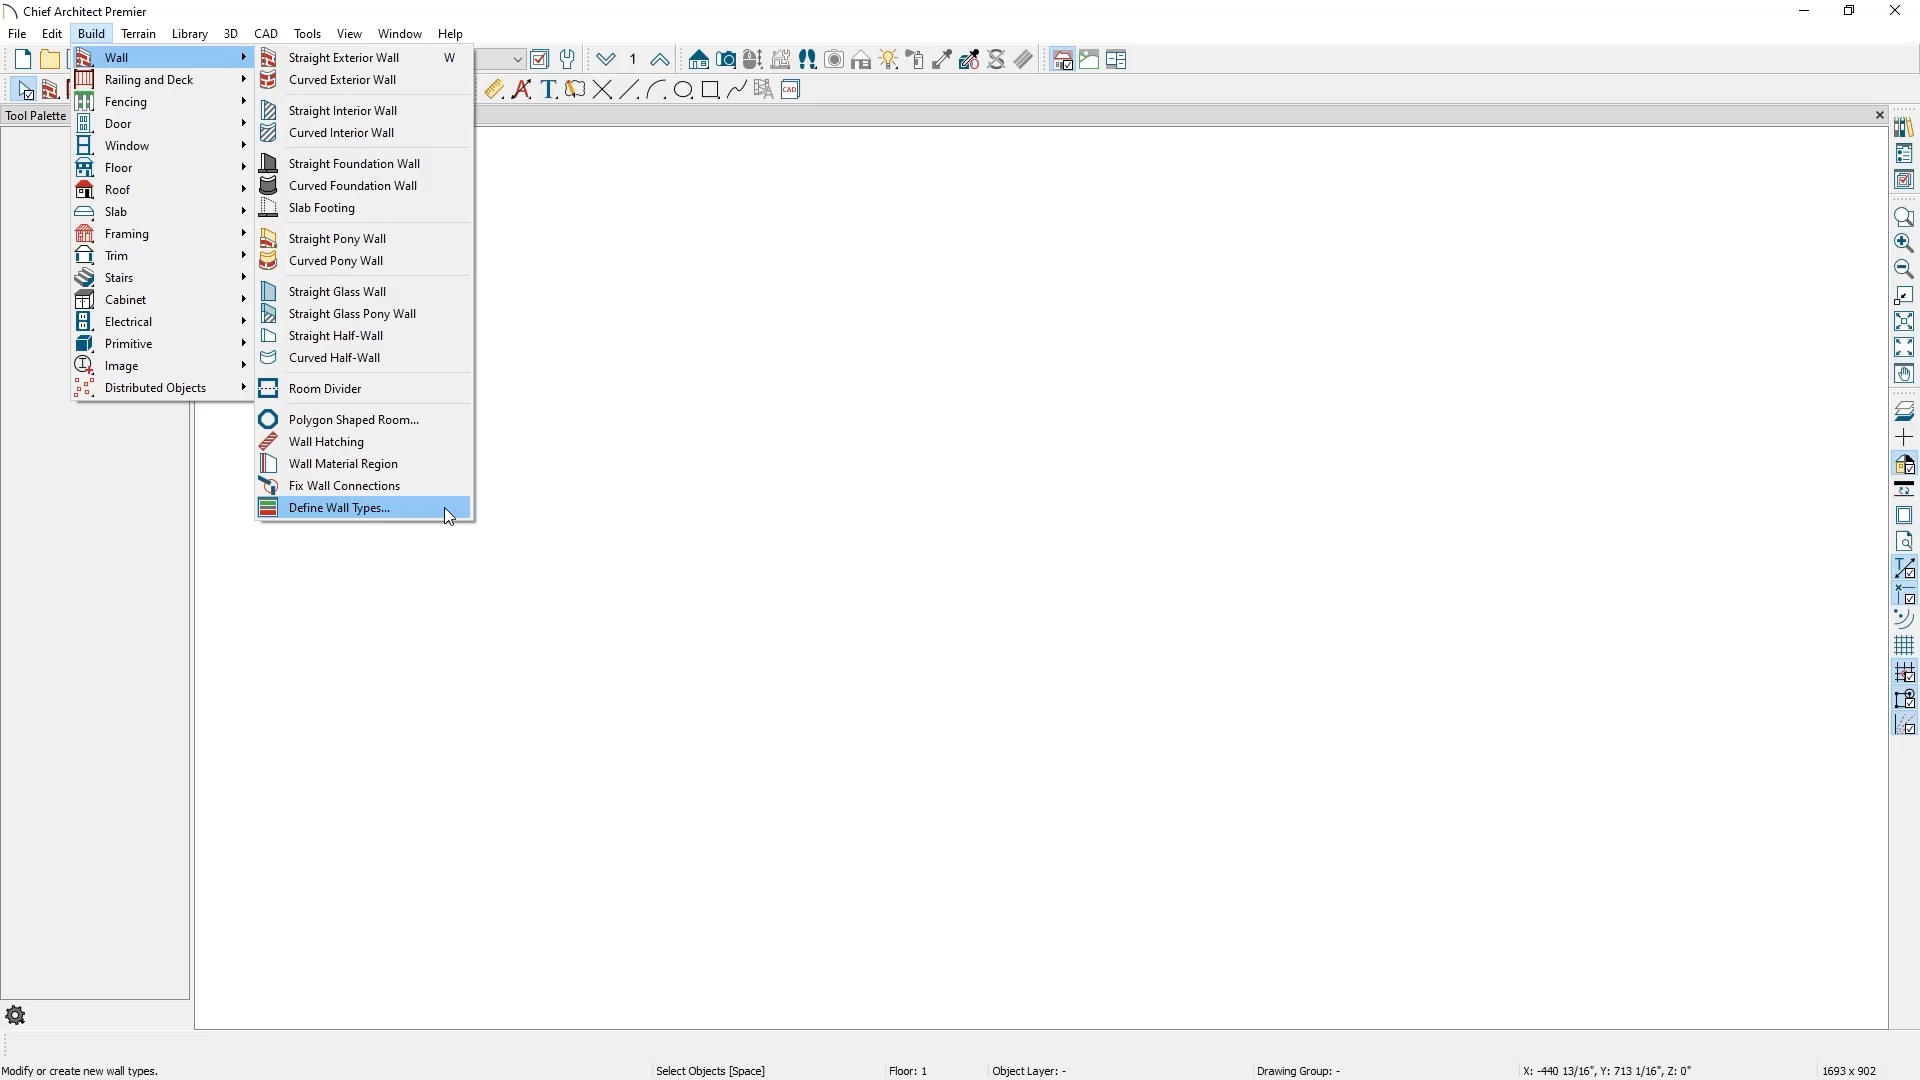 Chief Architect Premier
File Edit Build Terrain Library 3D CAD Tools View Window Help
1
Tool Palette
CAD
Wall
Railing and Deck
Fencing
Door
Window
Floor
Roof
Slab
Framing
Trim
Stairs
Cabinet
Electrical
Primitive
Image
Distributed Objects
Straight Exterior Wall W
Curved Exterior Wall
Straight Interior Wall
Curved Interior Wall
Straight Foundation Wall
Curved Foundation Wall
Slab Footing
Straight Pony Wall
Curved Pony Wall
Straight Glass Wall
Straight Glass Pony Wall
Straight Half-Wall
Curved Half-Wall
Room Divider
Polygon Shaped Room...
Wall Hatching
Wall Material Region
Fix Wall Connections
Define Wall Types...
Modify or create new wall types. Select Objects [Space] Floor: 1 Object Layer: - Drawing Group: - X: -440 13/16", Y: 713 1/16", Z: 0" 1693 x 902